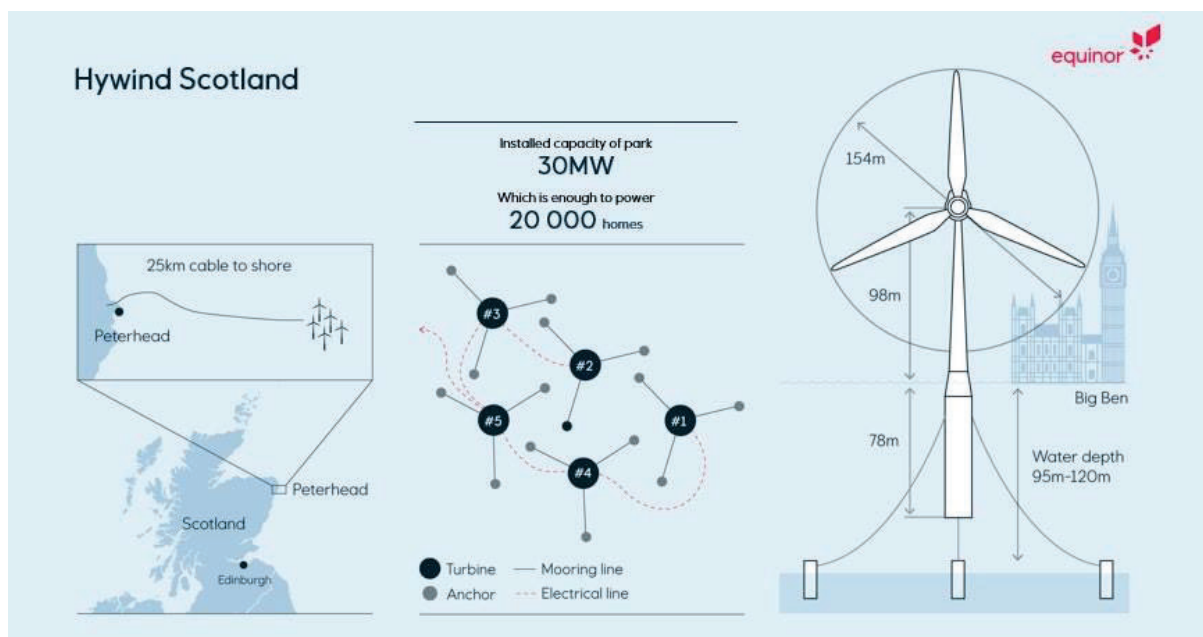 equinor
Hywind Scotland
Installed capacity of park
30MW
Which is enough to power
20 000 homes
25km cable to shore
Peterhead
Peterhead
Scotland
Edinburgh
#3
#2
#5
#1
#4
Turbine
Mooring line
Anchor
Electrical line
154m
98m
Big Ben
78m
Water depth
95m-120m